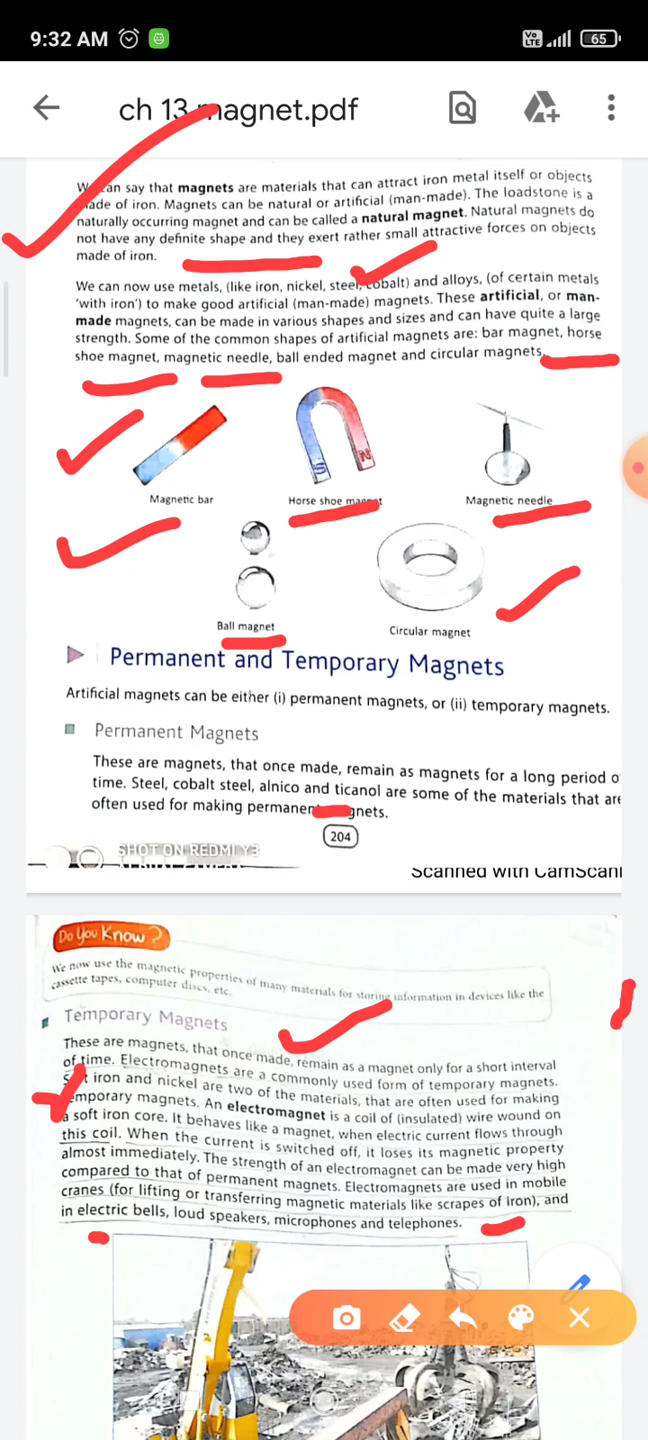 9:32 AM
Vo LTE
65
ch 13 magnet.pdf
We can say that magnets are materials that can attract iron metal itself or objects
made of iron. Magnets can be natural or artificial (man-made). The loadstone is a
naturally occurring magnet and can be called a natural magnet. Natural magnets do
not have any definite shape and they exert rather small attractive forces on objects
made of iron.
We can now use metals, (like iron, nickel, steel, cobalt) and alloys, (of certain metals
'with iron') to make good artificial (man-made) magnets. These artificial, or man-
made magnets, can be made in various shapes and sizes and can have quite a large
strength. Some of the common shapes of artificial magnets are: bar magnet, horse
shoe magnet, magnetic needle, ball ended magnet and circular magnets.
S
N
Magnetic bar
Horse shoe magnet
Magnetic needle
Ball magnet
Circular magnet
Permanent and Temporary Magnets
Artificial magnets can be either (i) permanent magnets, or (ii) temporary magnets.
Permanent Magnets
These are magnets, that once made, remain as magnets for a long period o
time. Steel, cobalt steel, alnico and ticanol are some of the materials that are
often used for making permanent magnets.
204
SHOT ON REDMI Y3
Scanned with CamScan
Do You Know?
We now use the magnetic properties of many materials for storing information in devices like the
cassette tapes, computer discs, etc.
Temporary Magnets
These are magnets, that once made, remain as a magnet only for a short interval
of time. Electromagnets are a commonly used form of temporary magnets.
Soft iron and nickel are two of the materials, that are often used for making
temporary magnets. An electromagnet is a coil of (insulated) wire wound on
a soft iron core. It behaves like a magnet, when electric current flows through
this coil. When the current is switched off, it loses its magnetic property
almost immediately. The strength of an electromagnet can be made very high
compared to that of permanent magnets. Electromagnets are used in mobile
cranes (for lifting or transferring magnetic materials like scrapes of iron), and
in electric bells, loud speakers, microphones and telephones.